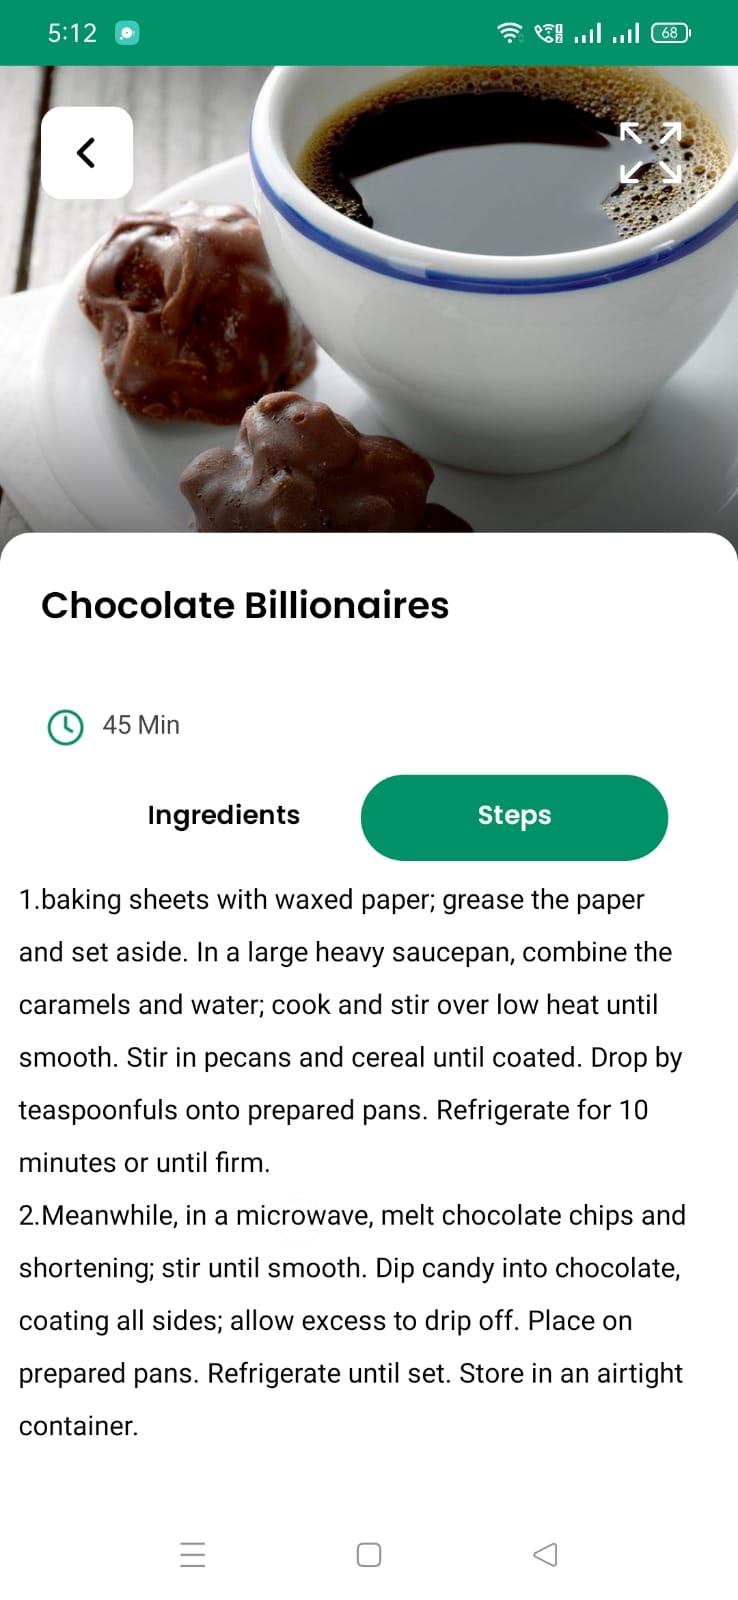 5:12
68
Chocolate Billionaires
45 Min
Ingredients
Steps
1.baking sheets with waxed paper; grease the paper
and set aside. In a large heavy saucepan, combine the
caramels and water; cook and stir over low heat until
smooth. Stir in pecans and cereal until coated. Drop by
teaspoonfuls onto prepared pans. Refrigerate for 10
minutes or until firm.
2.Meanwhile, in a microwave, melt chocolate chips and
shortening; stir until smooth. Dip candy into chocolate,
coating all sides; allow excess to drip off. Place on
prepared pans. Refrigerate until set. Store in an airtight
container.